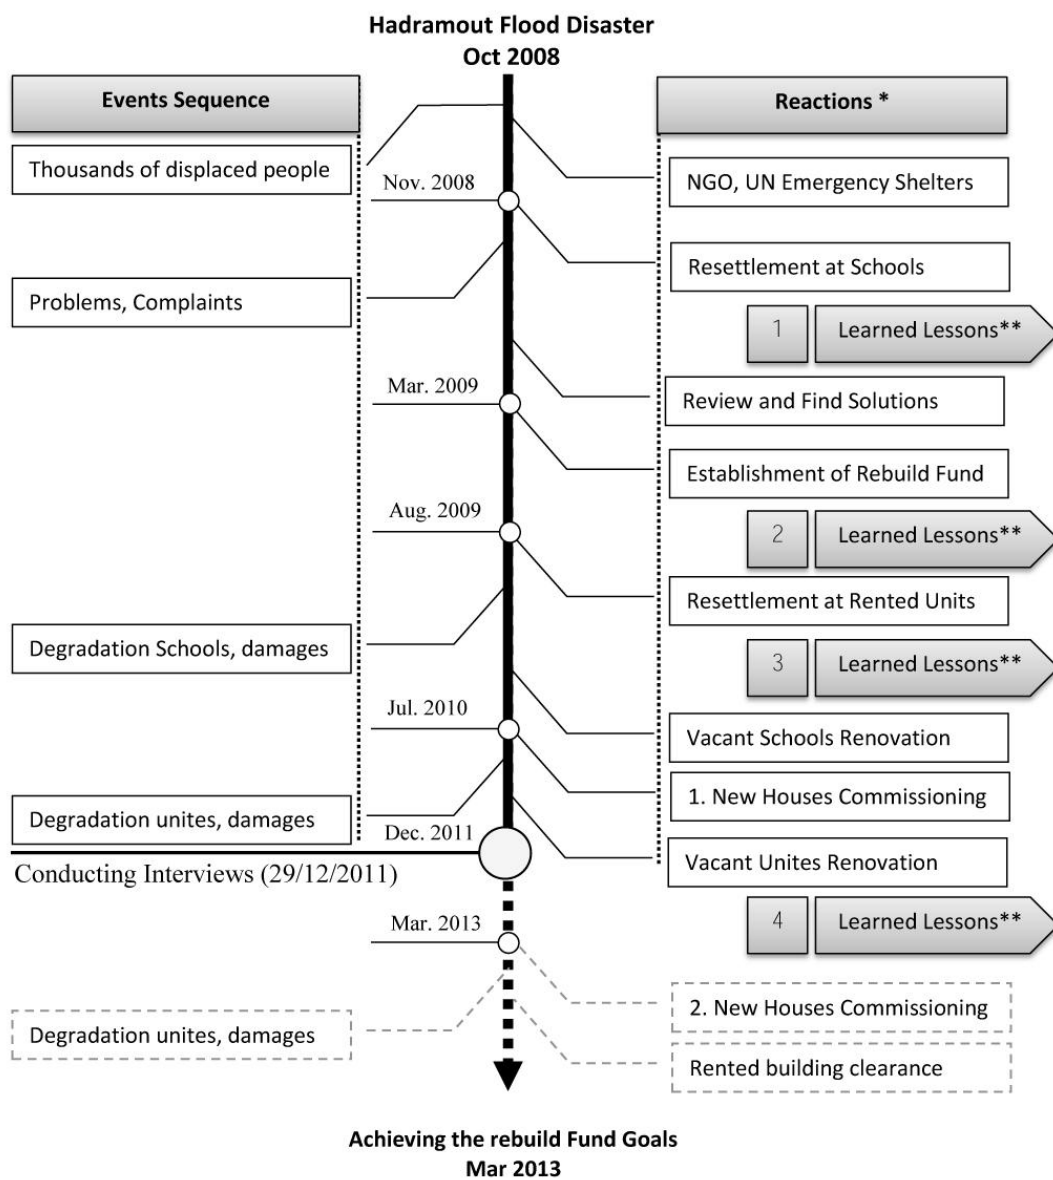 Hadramout Flood Disaster
Oct 2008
Events Sequence
Reactions *
Thousands of displaced people
NGO, UN Emergency Shelters
Nov. 2008
Resettlement at Schools
Problems, Complaints
1
Learned Lessons**
Mar. 2009
Review and Find Solutions
Establishment of Rebuild Fund
Aug. 2009
2
Learned Lessons**
Resettlement at Rented Units
Degradation Schools, damages
3
Learned Lessons**
Jul. 2010
Vacant Schools Renovation
1. New Houses Commissioning
Degradation unites, damages
Dec. 2011
Vacant Unites Renovation
Conducting Interviews (29/12/2011)
Mar. 2013
4
Learned Lessons**
2. New Houses Commissioning
Degradation unites, damages
Rented building clearance
Achieving the rebuild Fund Goals
Mar 2013